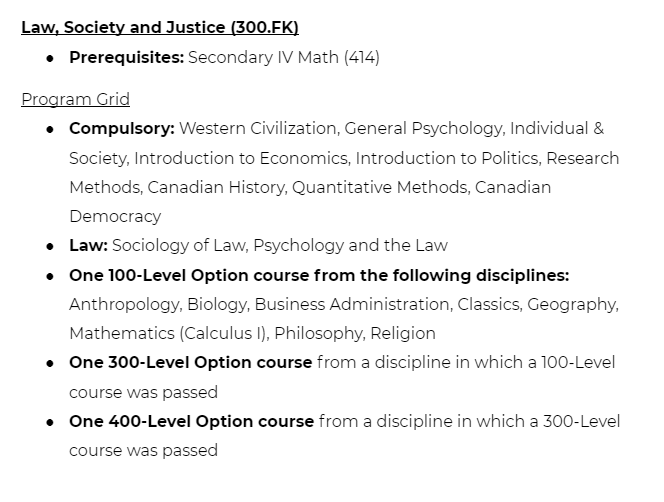 Law, Society and Justice (300.FK)
● Prerequisites: Secondary IV Math (414)
Program Grid
● Compulsory: Western Civilization, General Psychology, Individual &
Society, Introduction to Economics, Introduction to Politics, Research
Methods, Canadian History, Quantitative Methods, Canadian
Democracy
● Law: Sociology of Law, Psychology and the Law
● One 100-Level Option course from the following disciplines:
Anthropology, Biology, Business Administration, Classics, Geography,
Mathematics (Calculus I), Philosophy, Religion
● One 300-Level Option course from a discipline in which a 100-Level
course was passed
● One 400-Level Option course from a discipline in which a 300-Level
course was passed